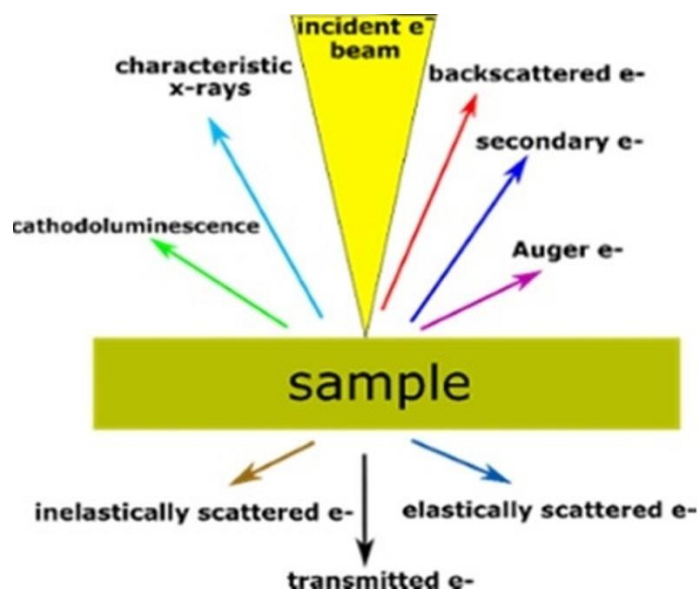 incident e-
beam
characteristic
x-rays
backscattered e-
secondary e-
cathodoluminescence
Auger e-
sample
inelastically scattered e-
elastically scattered e-
transmitted e-